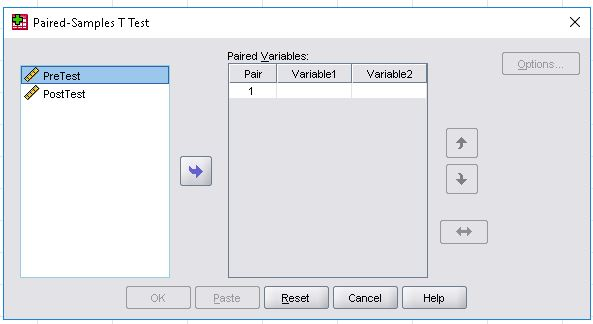 Paired-Samples T Test
Paired Variables:
Options...
Pair Variable1 Variable2
PreTest
PostTest
1
OK Paste Reset Cancel Help